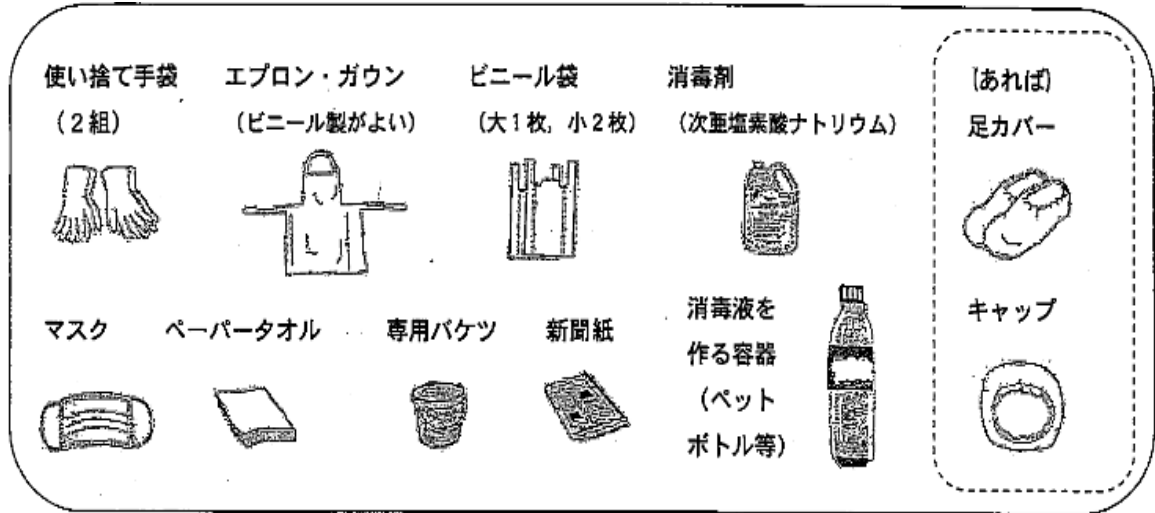 使い捨て手袋
（２組）
エプロン・ガウン
（ビニール製がよい）
ビニール袋
（大１枚，小２枚）
消毒剤
（次亜塩素酸ナトリウム）
（あれば）
足カバー
マスク
ペーパータオル
専用バケツ
新聞紙
消毒液を
作る容器
（ペット
ボトル等）
キャップ